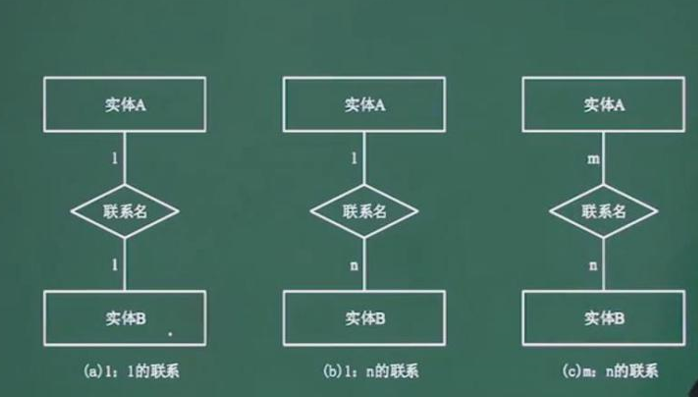 实体A 实体A 实体A
1 1 m
联系名 联系名 联系名
1 n n
实体B 实体B 实体B
(a)1：1的联系 (b)1：n的联系 (c)m：n的联系